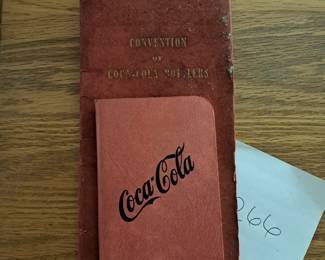 CONVENTION
OF
COCA-COLA BOTTLERS
Coca-Cola
266